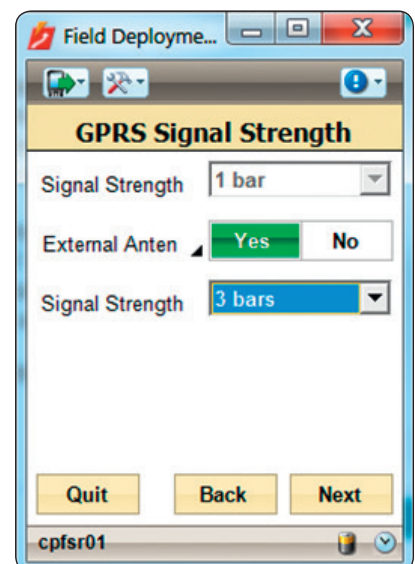 Field Deployme...
GPRS Signal Strength
Signal Strength 1 bar
External Anten Yes No
Signal Strength 3 bars
Quit Back Next
cpfsr01